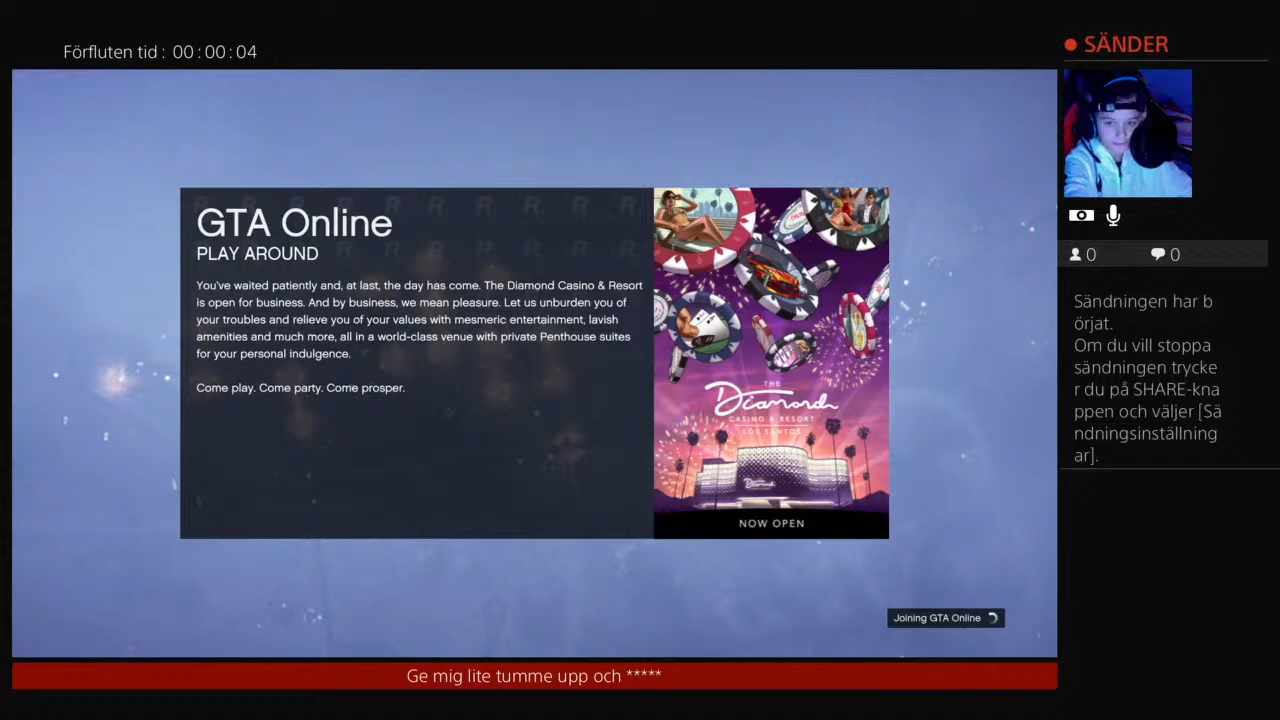 Förfluten tid : 00:00:04
SÄNDER
GTA Online
PLAY AROUND
You've waited patiently and, at last, the day has come. The Diamond Casino & Resort
is open for business. And by business, we mean pleasure. Let us unburden you of
your troubles and relieve you of your values with mesmeric entertainment, lavish
amenities and much more, all in a world-class venue with private Penthouse suites
for your personal indulgence.
Come play. Come party. Come prosper.
THE
Diamond
CASINO & RESORT
LOS SANTOS
Diamond
NOW OPEN
0
0
Sändningen har b
örjat.
Om du vill stoppa
sändningen trycke
r du på SHARE-kna
ppen och väljer [Sä
ndningsinställning
ar].
Joining GTA Online
Ge mig lite tumme upp och *****